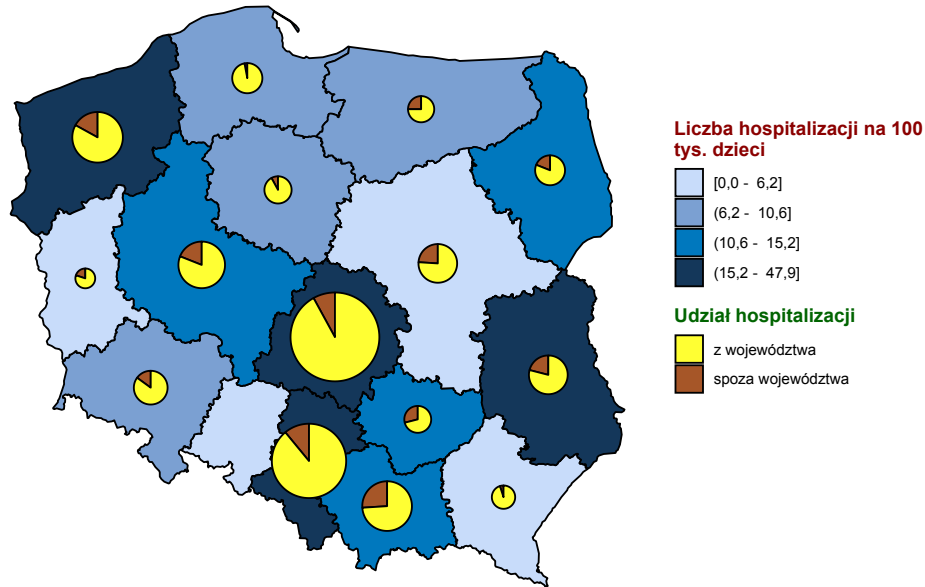 Liczba hospitalizacji na 100
tys. dzieci
[0,0 - 6,2]
(6,2 - 10,6]
(10,6 - 15,2]
(15,2 - 47,9]
Udział hospitalizacji
z województwa
spoza województwa